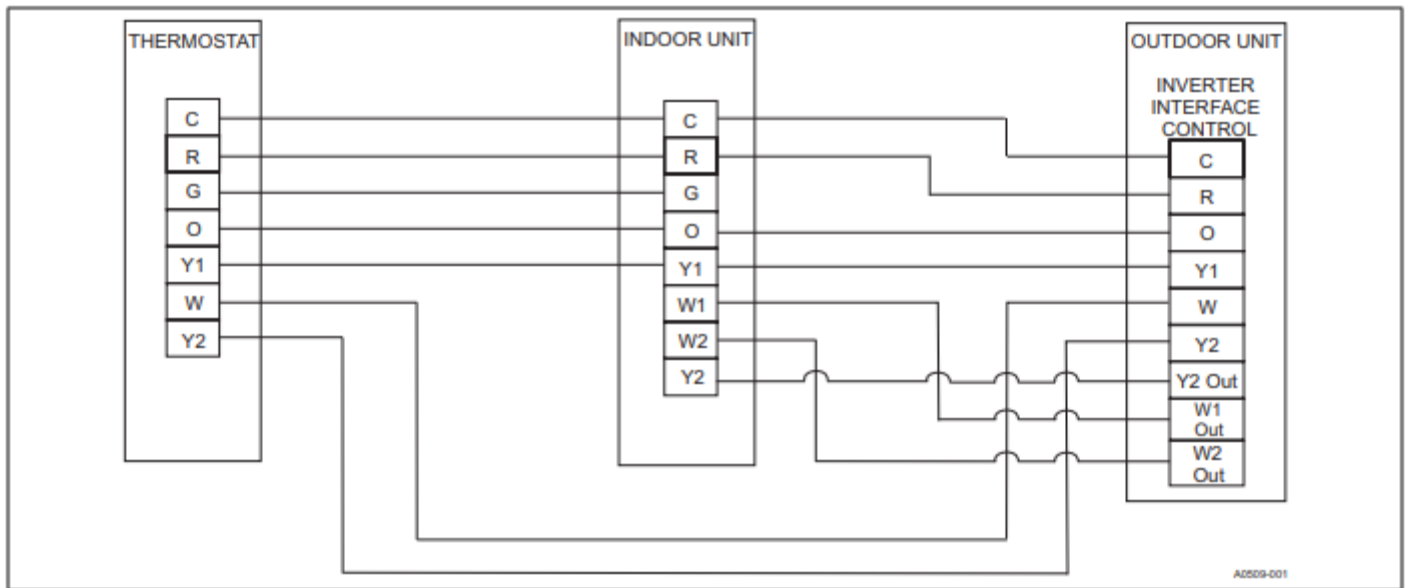 THERMOSTAT
C
R
G
O
Y1
W
Y2
INDOOR UNIT
C
R
G
O
Y1
W1
W2
Y2
OUTDOOR UNIT
INVERTER
INTERFACE
CONTROL
C
R
O
Y1
W
Y2
Y2 Out
W1
Out
W2
Out
A0509-001